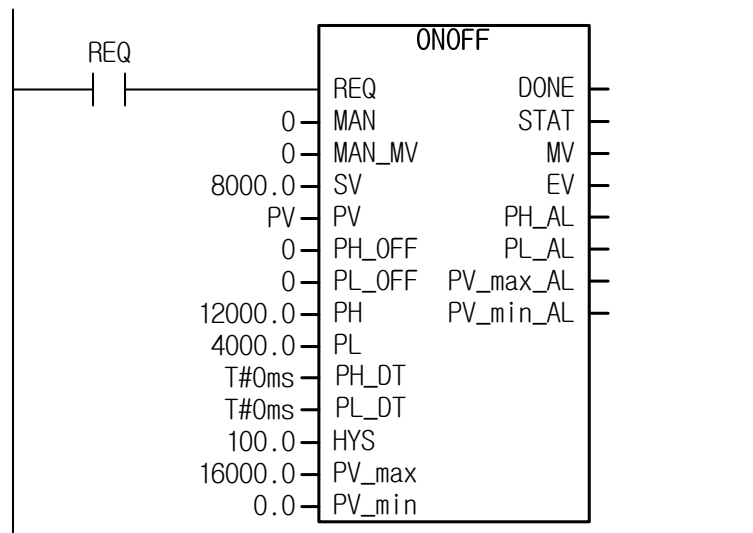 ONOFF
REQ
REQ DONE
0 MAN STAT
0 MAN_MV MV
8000.0 SV EV
PV PV PH_AL
0 PH_OFF PL_AL
0 PL_OFF PV_max_AL
12000.0 PH PV_min_AL
4000.0 PL
T#0ms PH_DT
T#0ms PL_DT
100.0 HYS
16000.0 PV_max
0.0 PV_min